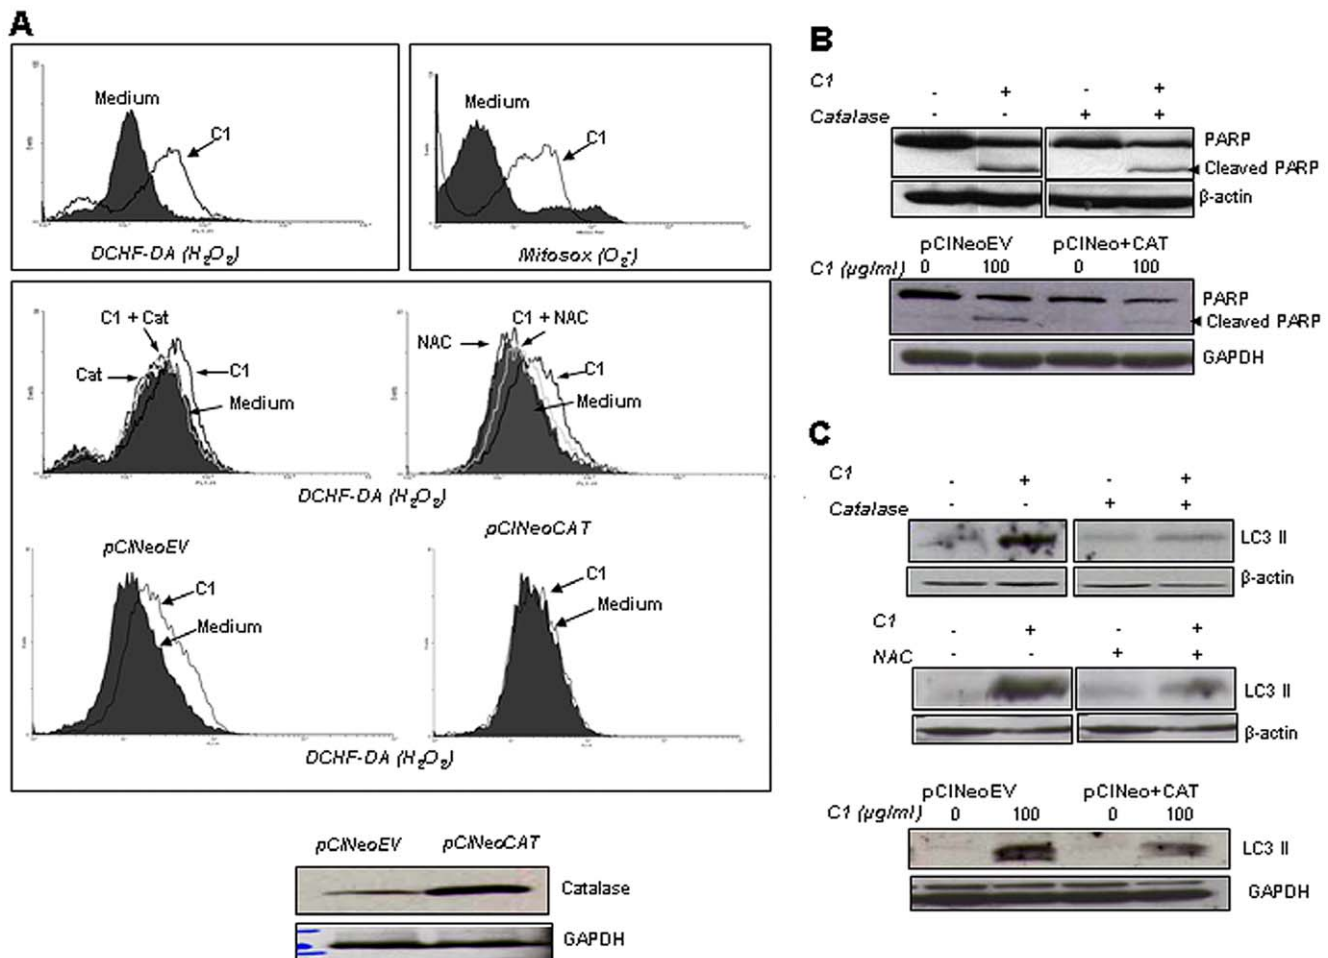 A
Medium
C1
DCHF-DA (H₂O₂)
Medium
C1
Mitosox (O₂⁻)
C1 + Cat
Cat
C1
Medium
C1 + NAC
NAC
C1
Medium
DCHF-DA (H₂O₂)
pCINeoEV
C1
Medium
pCINeoCAT
C1
Medium
DCHF-DA (H₂O₂)
pCINeoEV pCINeoCAT
Catalase
GAPDH
B
C1 - + - +
Catalase - - + +
PARP
Cleaved PARP
β-actin
pCINeoEV pCINeo+CAT
C1 (µg/ml) 0 100 0 100
PARP
Cleaved PARP
GAPDH
C
C1 - + - +
Catalase - - + +
LC3 II
β-actin
C1 - + - +
NAC - - + +
LC3 II
β-actin
pCINeoEV pCINeo+CAT
C1 (µg/ml) 0 100 0 100
LC3 II
GAPDH